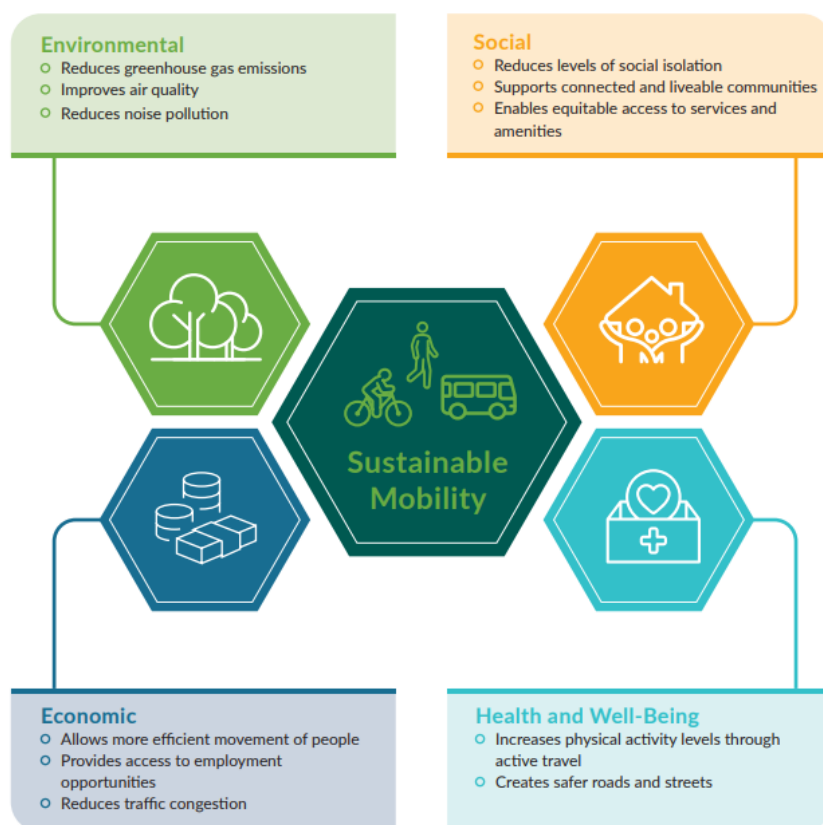 Environmental
Reduces greenhouse gas emissions
Improves air quality
Reduces noise pollution
Social
Reduces levels of social isolation
Supports connected and liveable communities
Enables equitable access to services and
amenities
Sustainable
Mobility
Economic
Allows more efficient movement of people
Provides access to employment
opportunities
Reduces traffic congestion
Health and Well-Being
Increases physical activity levels through
active travel
Creates safer roads and streets